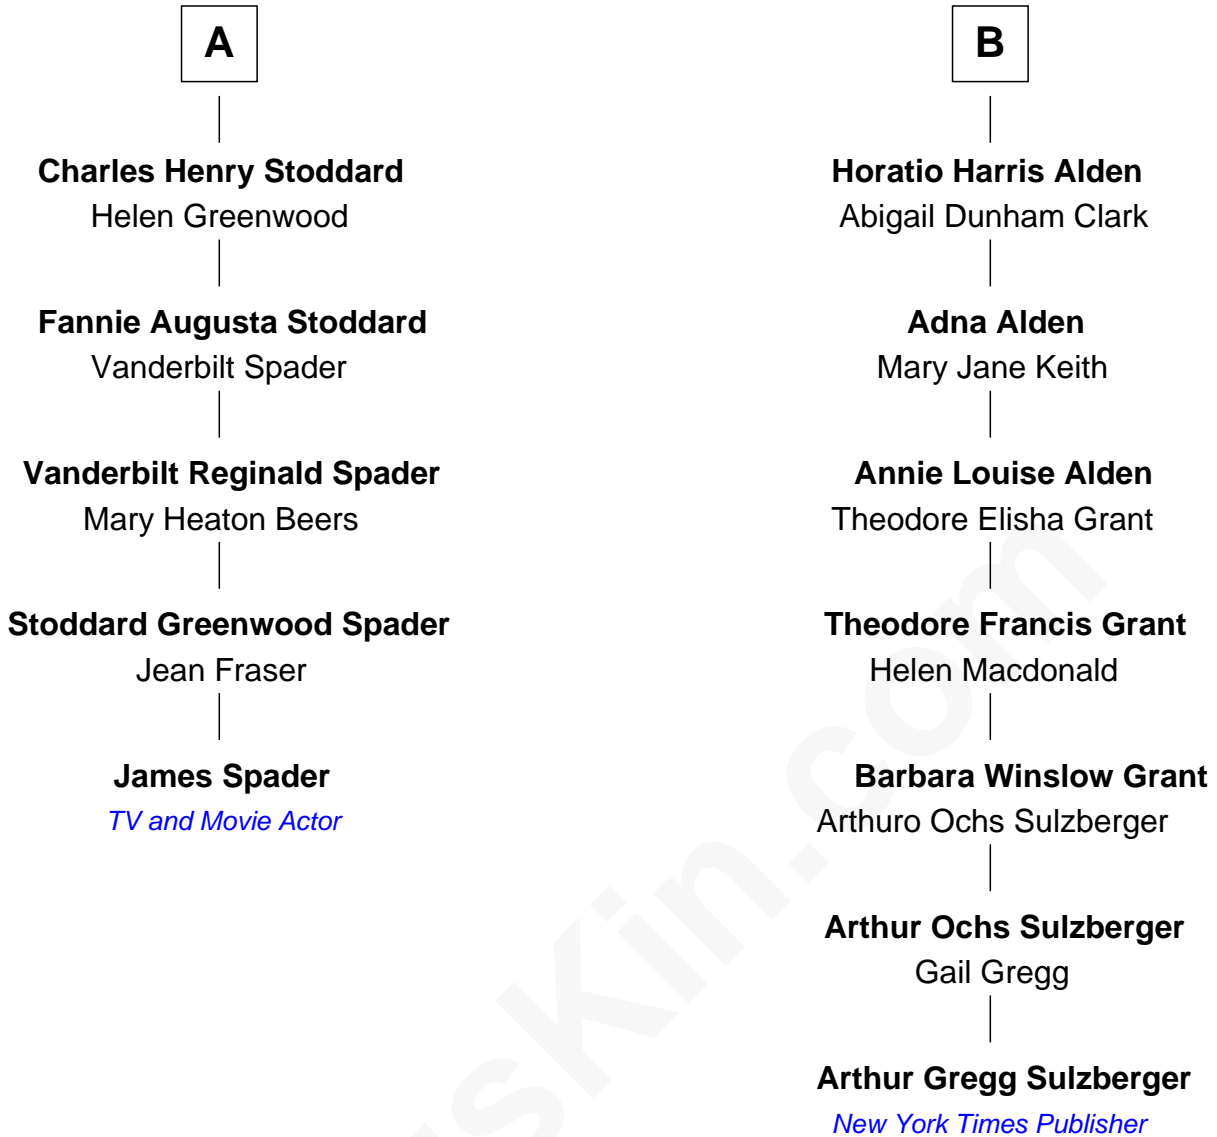 A
Charles Henry Stoddard
Helen Greenwood
Fannie Augusta Stoddard
Vanderbilt Spader
Vanderbilt Reginald Spader
Mary Heaton Beers
Stoddard Greenwood Spader
Jean Fraser
James Spader
TV and Movie Actor
B
Horatio Harris Alden
Abigail Dunham Clark
Adna Alden
Mary Jane Keith
Annie Louise Alden
Theodore Elisha Grant
Theodore Francis Grant
Helen Macdonald
Barbara Winslow Grant
Arthuro Ochs Sulzberger
Arthur Ochs Sulzberger
Gail Gregg
Arthur Gregg Sulzberger
New York Times Publisher
sKin.com